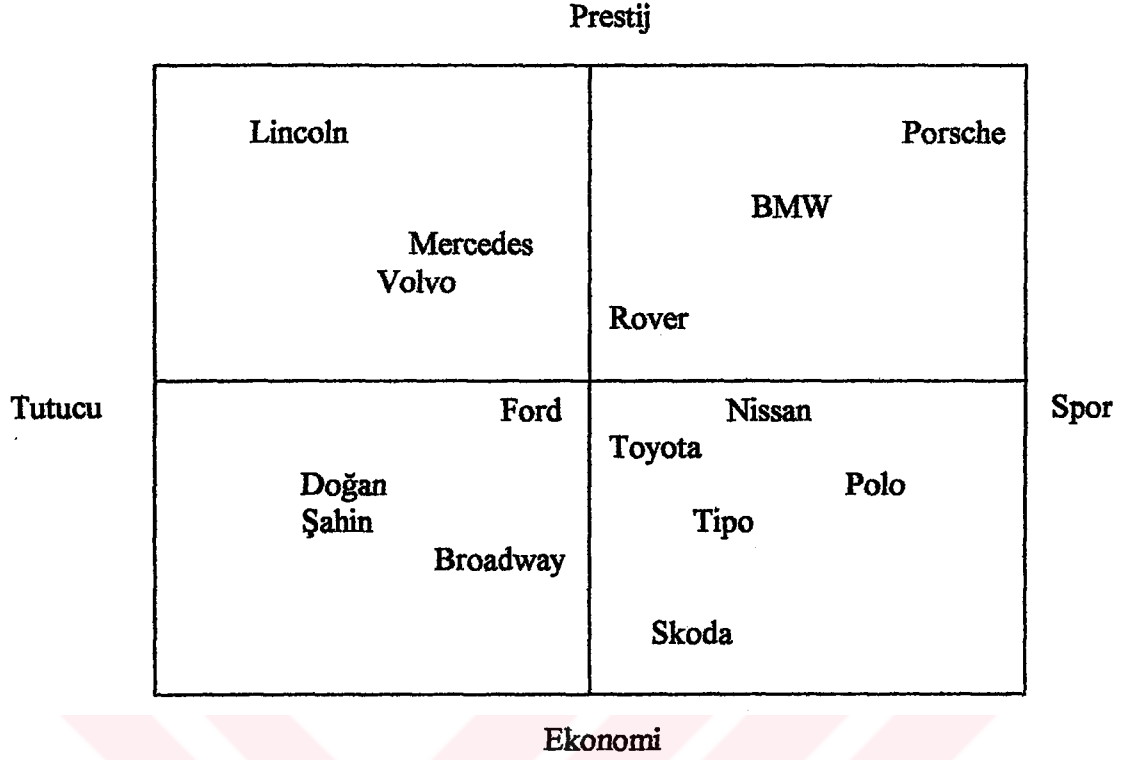 Prestij
Lincoln Porsche
BMW
Mercedes
Volvo
Rover
Tutucu Ford Nissan Spor
Toyota
Doğan Polo
Şahin Tipo
Broadway
Skoda
Ekonomi